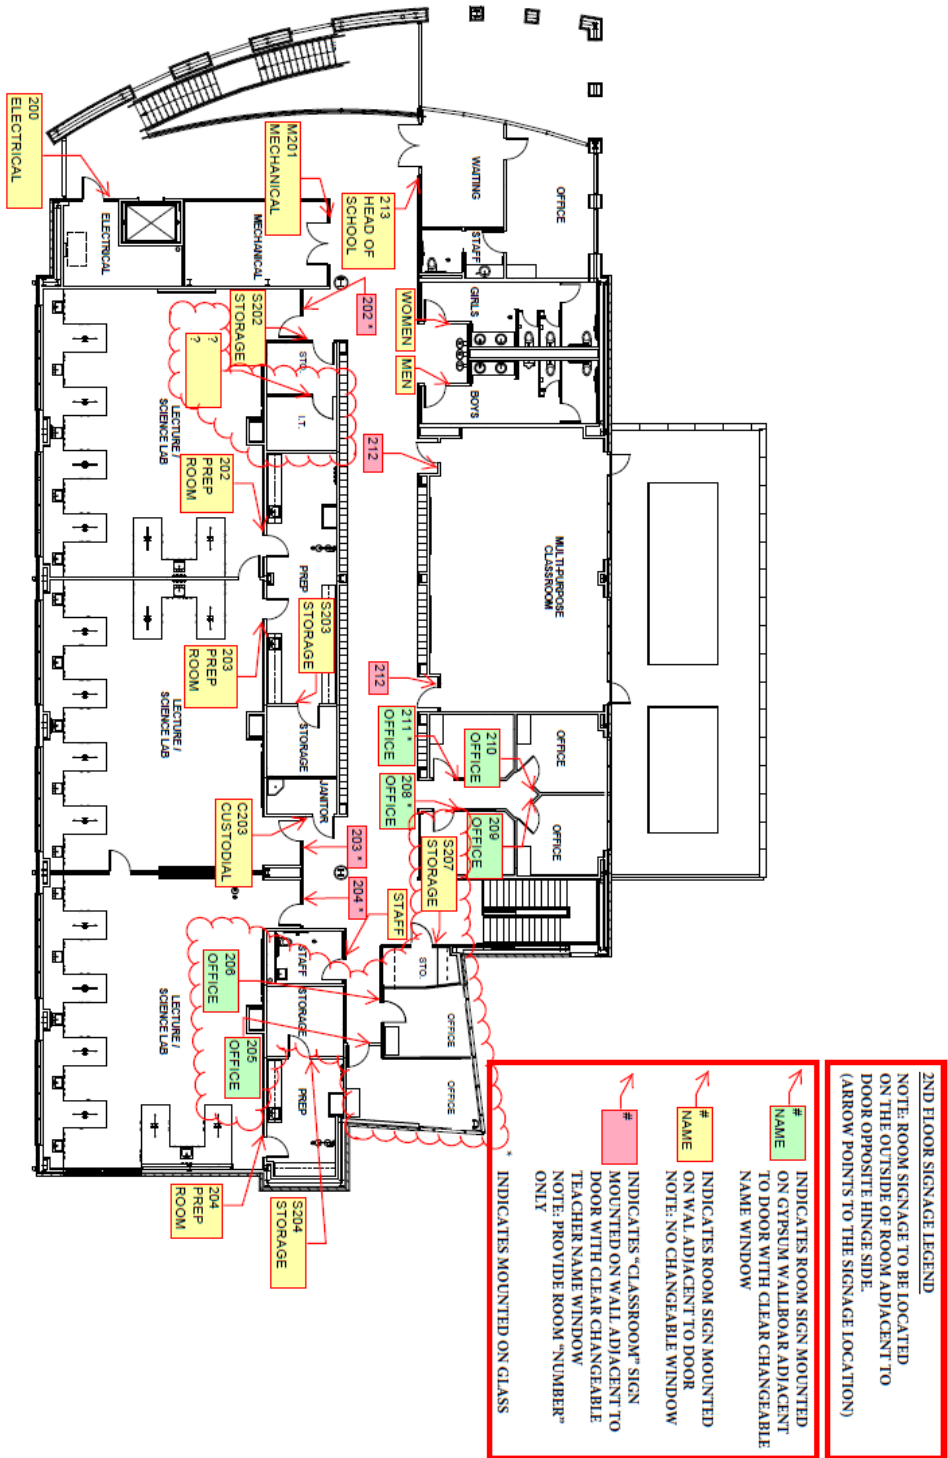 2ND FLOOR SIGNAGE LEGEND
NOTE: ROOM SIGNAGE TO BE LOCATED
ON THE OUTSIDE OF ROOM ADJACENT TO
DOOR OPPOSITE HINGE SIDE.
(ARROW POINTS TO THE SIGNAGE LOCATION)
#
NAME
INDICATES ROOM SIGN MOUNTED
ON GYPSUM WALLBOAR ADJACENT
TO DOOR WITH CLEAR CHANGEABLE
NAME WINDOW
#
NAME
INDICATES ROOM SIGN MOUNTED
ON WAL ADJACENT TO DOOR
NOTE: NO CHANGEABLE WINDOW
#
INDICATES "CLASSROOM" SIGN
MOUNTED ON WALL ADJACENT TO
DOOR WITH CLEAR CHANGEABLE
TEACHER NAME WINDOW
NOTE: PROVIDE ROOM "NUMBER"
ONLY
* INDICATES MOUNTED ON GLASS
OFFICE
WAITING
STAFF
GIRLS
BOYS
MULTI-PURPOSE
CLASSROOM
OFFICE
OFFICE
213
HEAD OF
SCHOOL
WOMEN
MEN
212
212
211 *
OFFICE
210
OFFICE
208 *
OFFICE
209
OFFICE
S207
STORAGE
STAFF
STO.
OFFICE
OFFICE
M201
MECHANICAL
200
ELECTRICAL
ELECTRICAL
MECHANICAL
202 *
S202
STORAGE
?
?
STO.
I.T.
LECTURE /
SCIENCE LAB
202
PREP
ROOM
PREP
S203
STORAGE
203
PREP
ROOM
STORAGE
LECTURE /
SCIENCE LAB
JANITOR
C203
CUSTODIAL
203 *
204 *
STAFF
206
OFFICE
STORAGE
205
OFFICE
PREP
LECTURE /
SCIENCE LAB
204
PREP
ROOM
S204
STORAGE
H